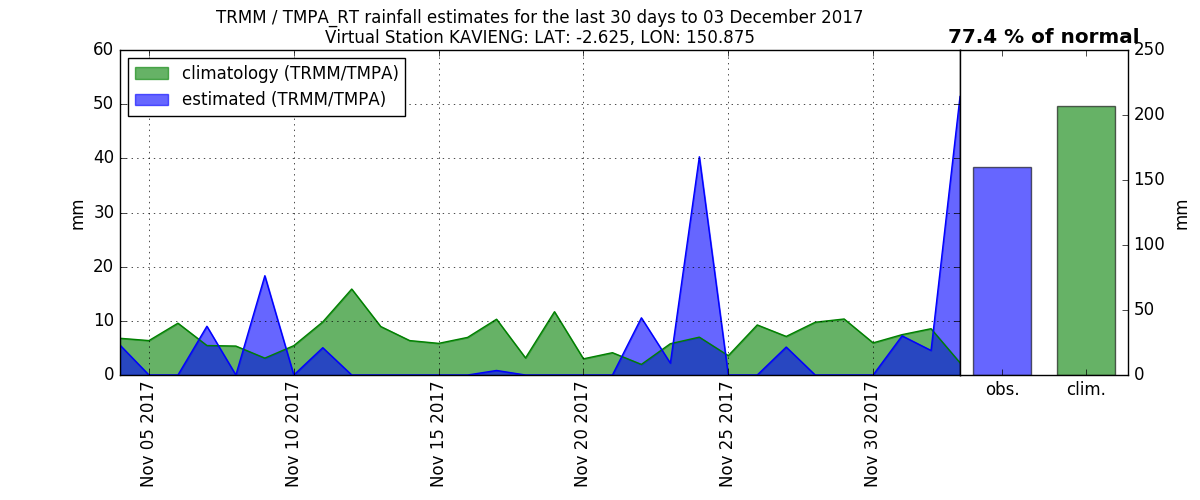 TRMM / TMPA_RT rainfall estimates for the last 30 days to 03 December 2017
Virtual Station KAVIENG: LAT: -2.625, LON: 150.875
77.4 % of normal
climatology (TRMM/TMPA)
estimated (TRMM/TMPA)
60
50
40
30
20
10
0
mm
Nov 05 2017
Nov 10 2017
Nov 15 2017
Nov 20 2017
Nov 25 2017
Nov 30 2017
obs.
clim.
250
200
150
100
50
0
mm